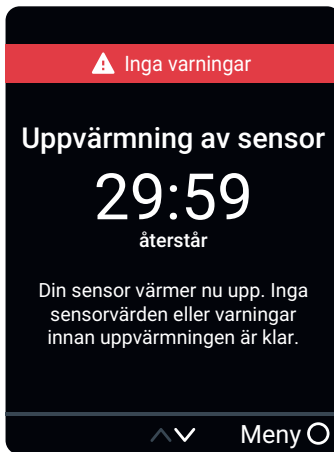 Inga varningar
Uppvärmning av sensor
29:59
återstår
Din sensor värmer nu upp. Inga
sensorvärden eller varningar
innan uppvärmningen är klar.
Meny